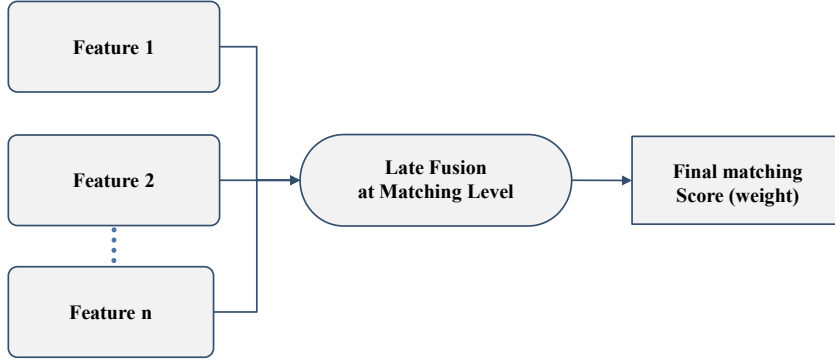 Feature 1
Feature 2
Feature n
Late Fusion
at Matching Level
Final matching
Score (weight)